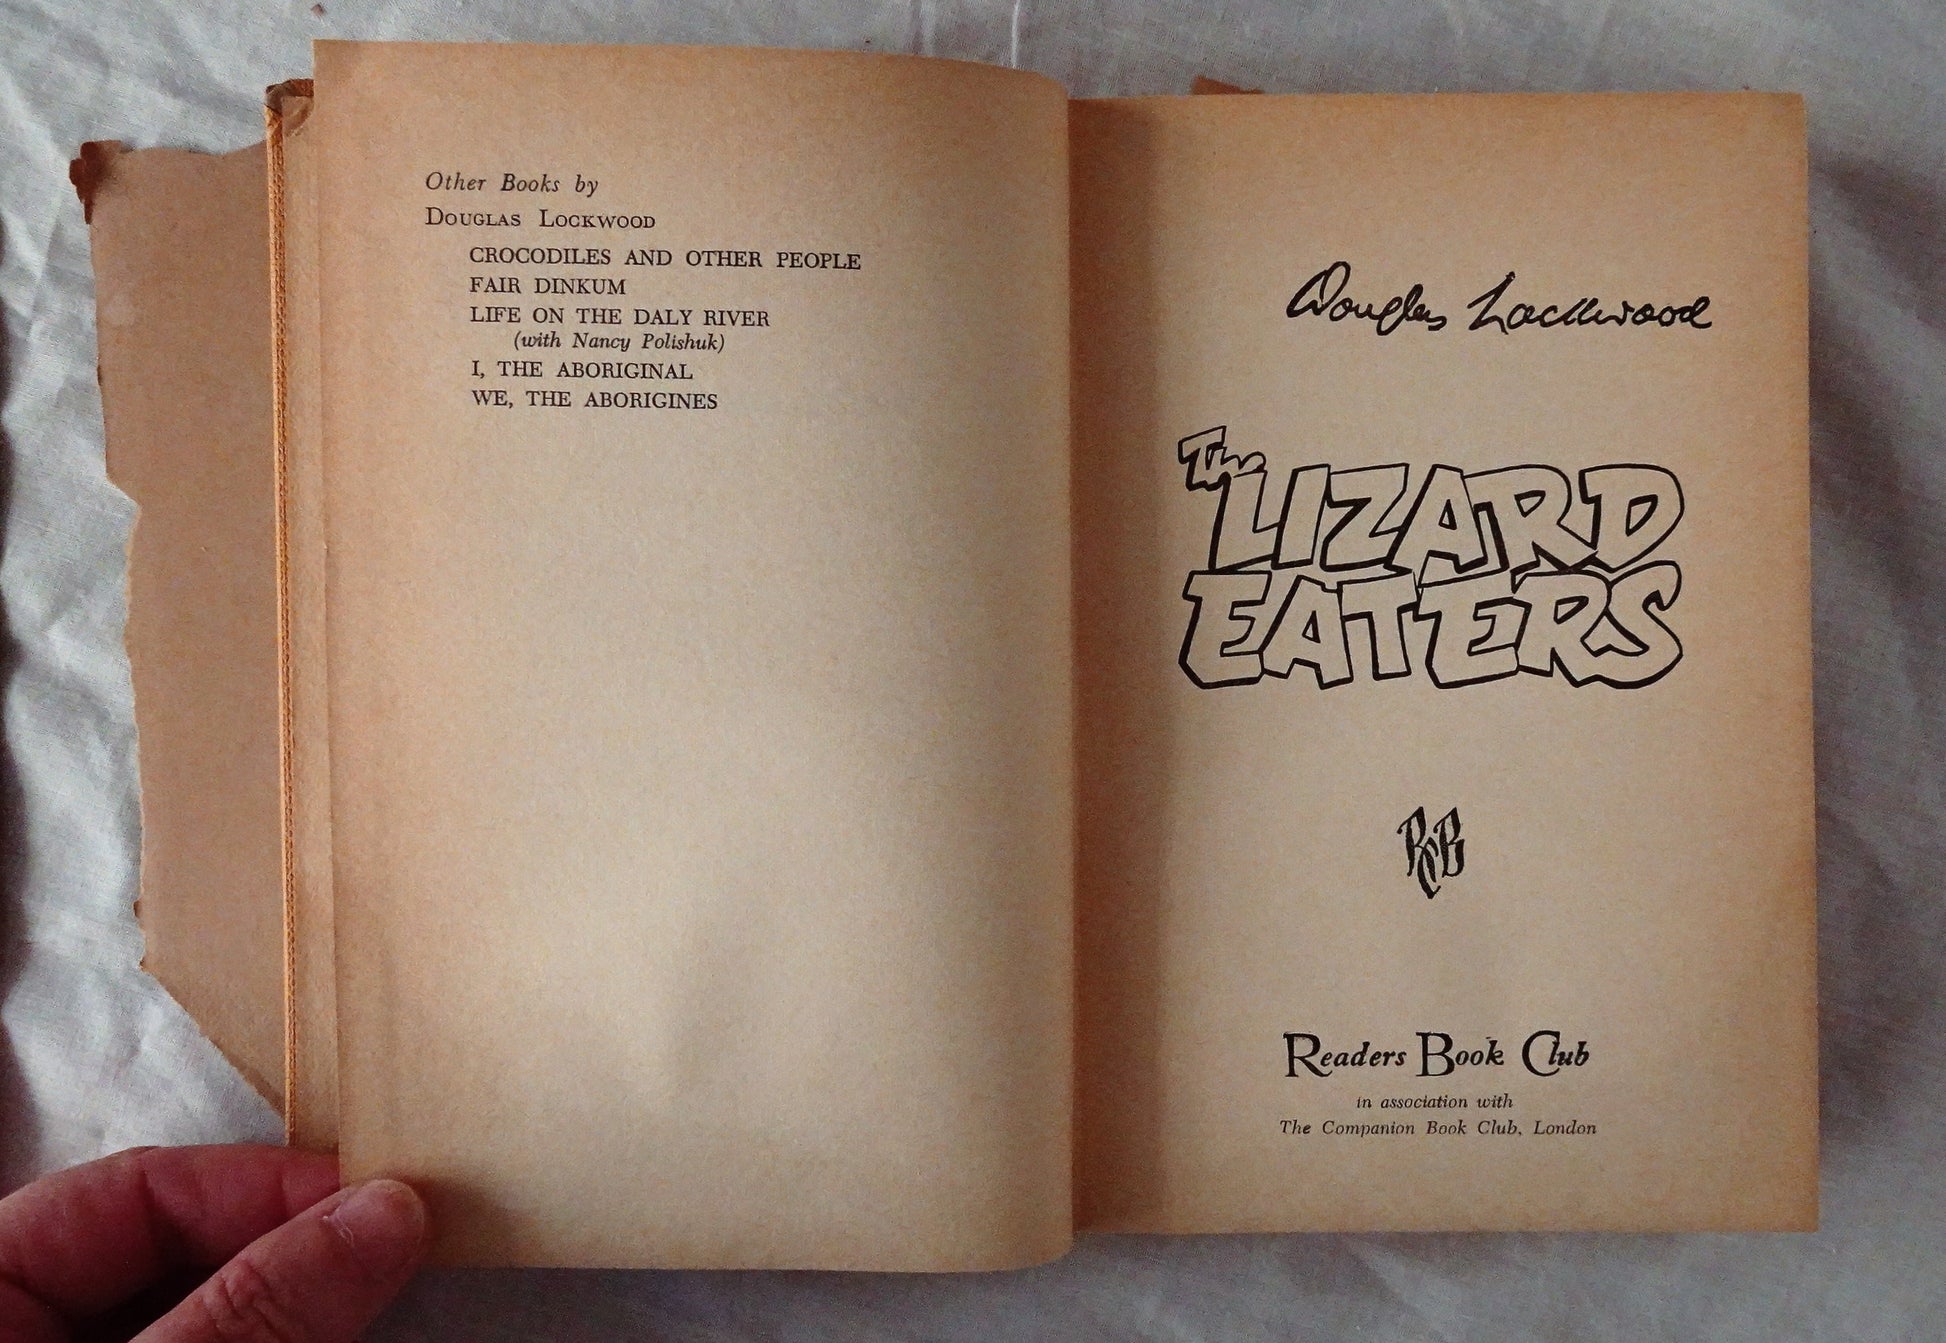 Other Books by
DOUGLAS LOCKWOOD
CROCODILES AND OTHER PEOPLE
FAIR DINKUM
LIFE ON THE DALY RIVER
(with Nancy Polishuk)
I, THE ABORIGINAL
WE, THE ABORIGINES
Douglas Lockwood
The LIZARD
EATERS
RCB
Readers Book Club
in association with
The Companion Book Club, London